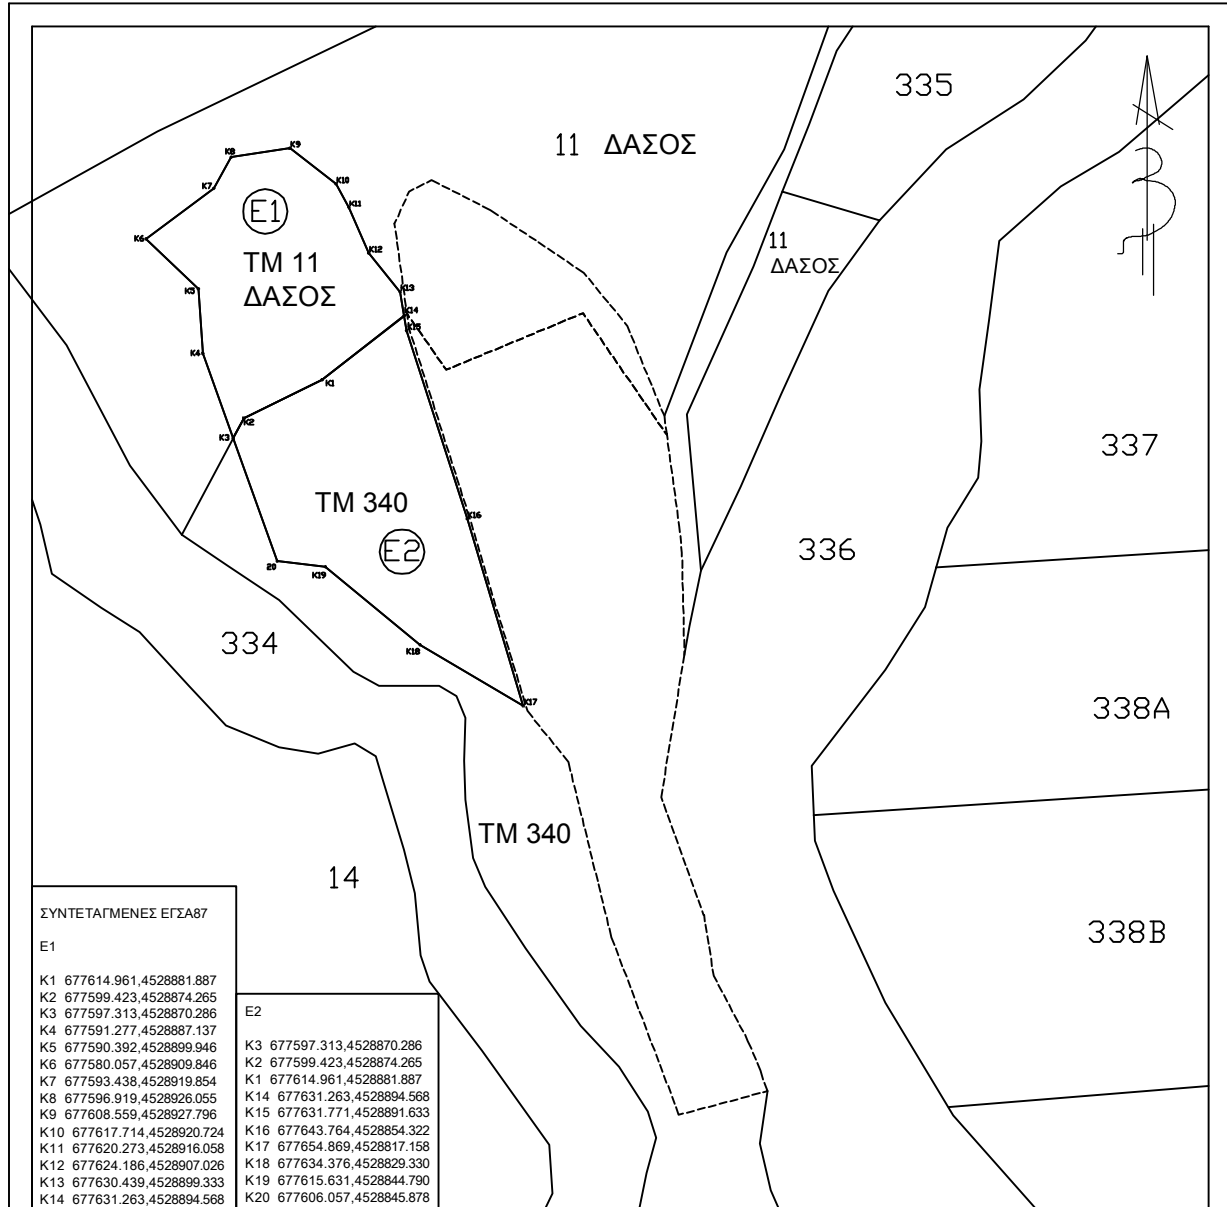 335
11 ΔΑΣΟΣ
K9
K8
K7
K10
K11
E1
K6
K12
11
ΔΑΣΟΣ
TM 11
ΔΑΣΟΣ
K5
K13
K14
K15
K4
K1
K2
K3
337
TM 340
K16
E2
336
20
K19
334
K18
K17
338A
TM 340
14
338B
ΣΥΝΤΕΤΑΓΜΕΝΕΣ ΕΓΣΑ87
E1
K1 677614.961,4528881.887
K2 677599.423,4528874.265
K3 677597.313,4528870.286
K4 677591.277,4528887.137
K5 677590.392,4528899.946
K6 677580.057,4528909.846
K7 677593.438,4528919.854
K8 677596.919,4528926.055
K9 677608.559,4528927.796
K10 677617.714,4528920.724
K11 677620.273,4528916.058
K12 677624.186,4528907.026
K13 677630.439,4528899.333
K14 677631.263,4528894.568
E2
K3 677597.313,4528870.286
K2 677599.423,4528874.265
K1 677614.961,4528881.887
K14 677631.263,4528894.568
K15 677631.771,4528891.633
K16 677643.764,4528854.322
K17 677654.869,4528817.158
K18 677634.376,4528829.330
K19 677615.631,4528844.790
K20 677606.057,4528845.878